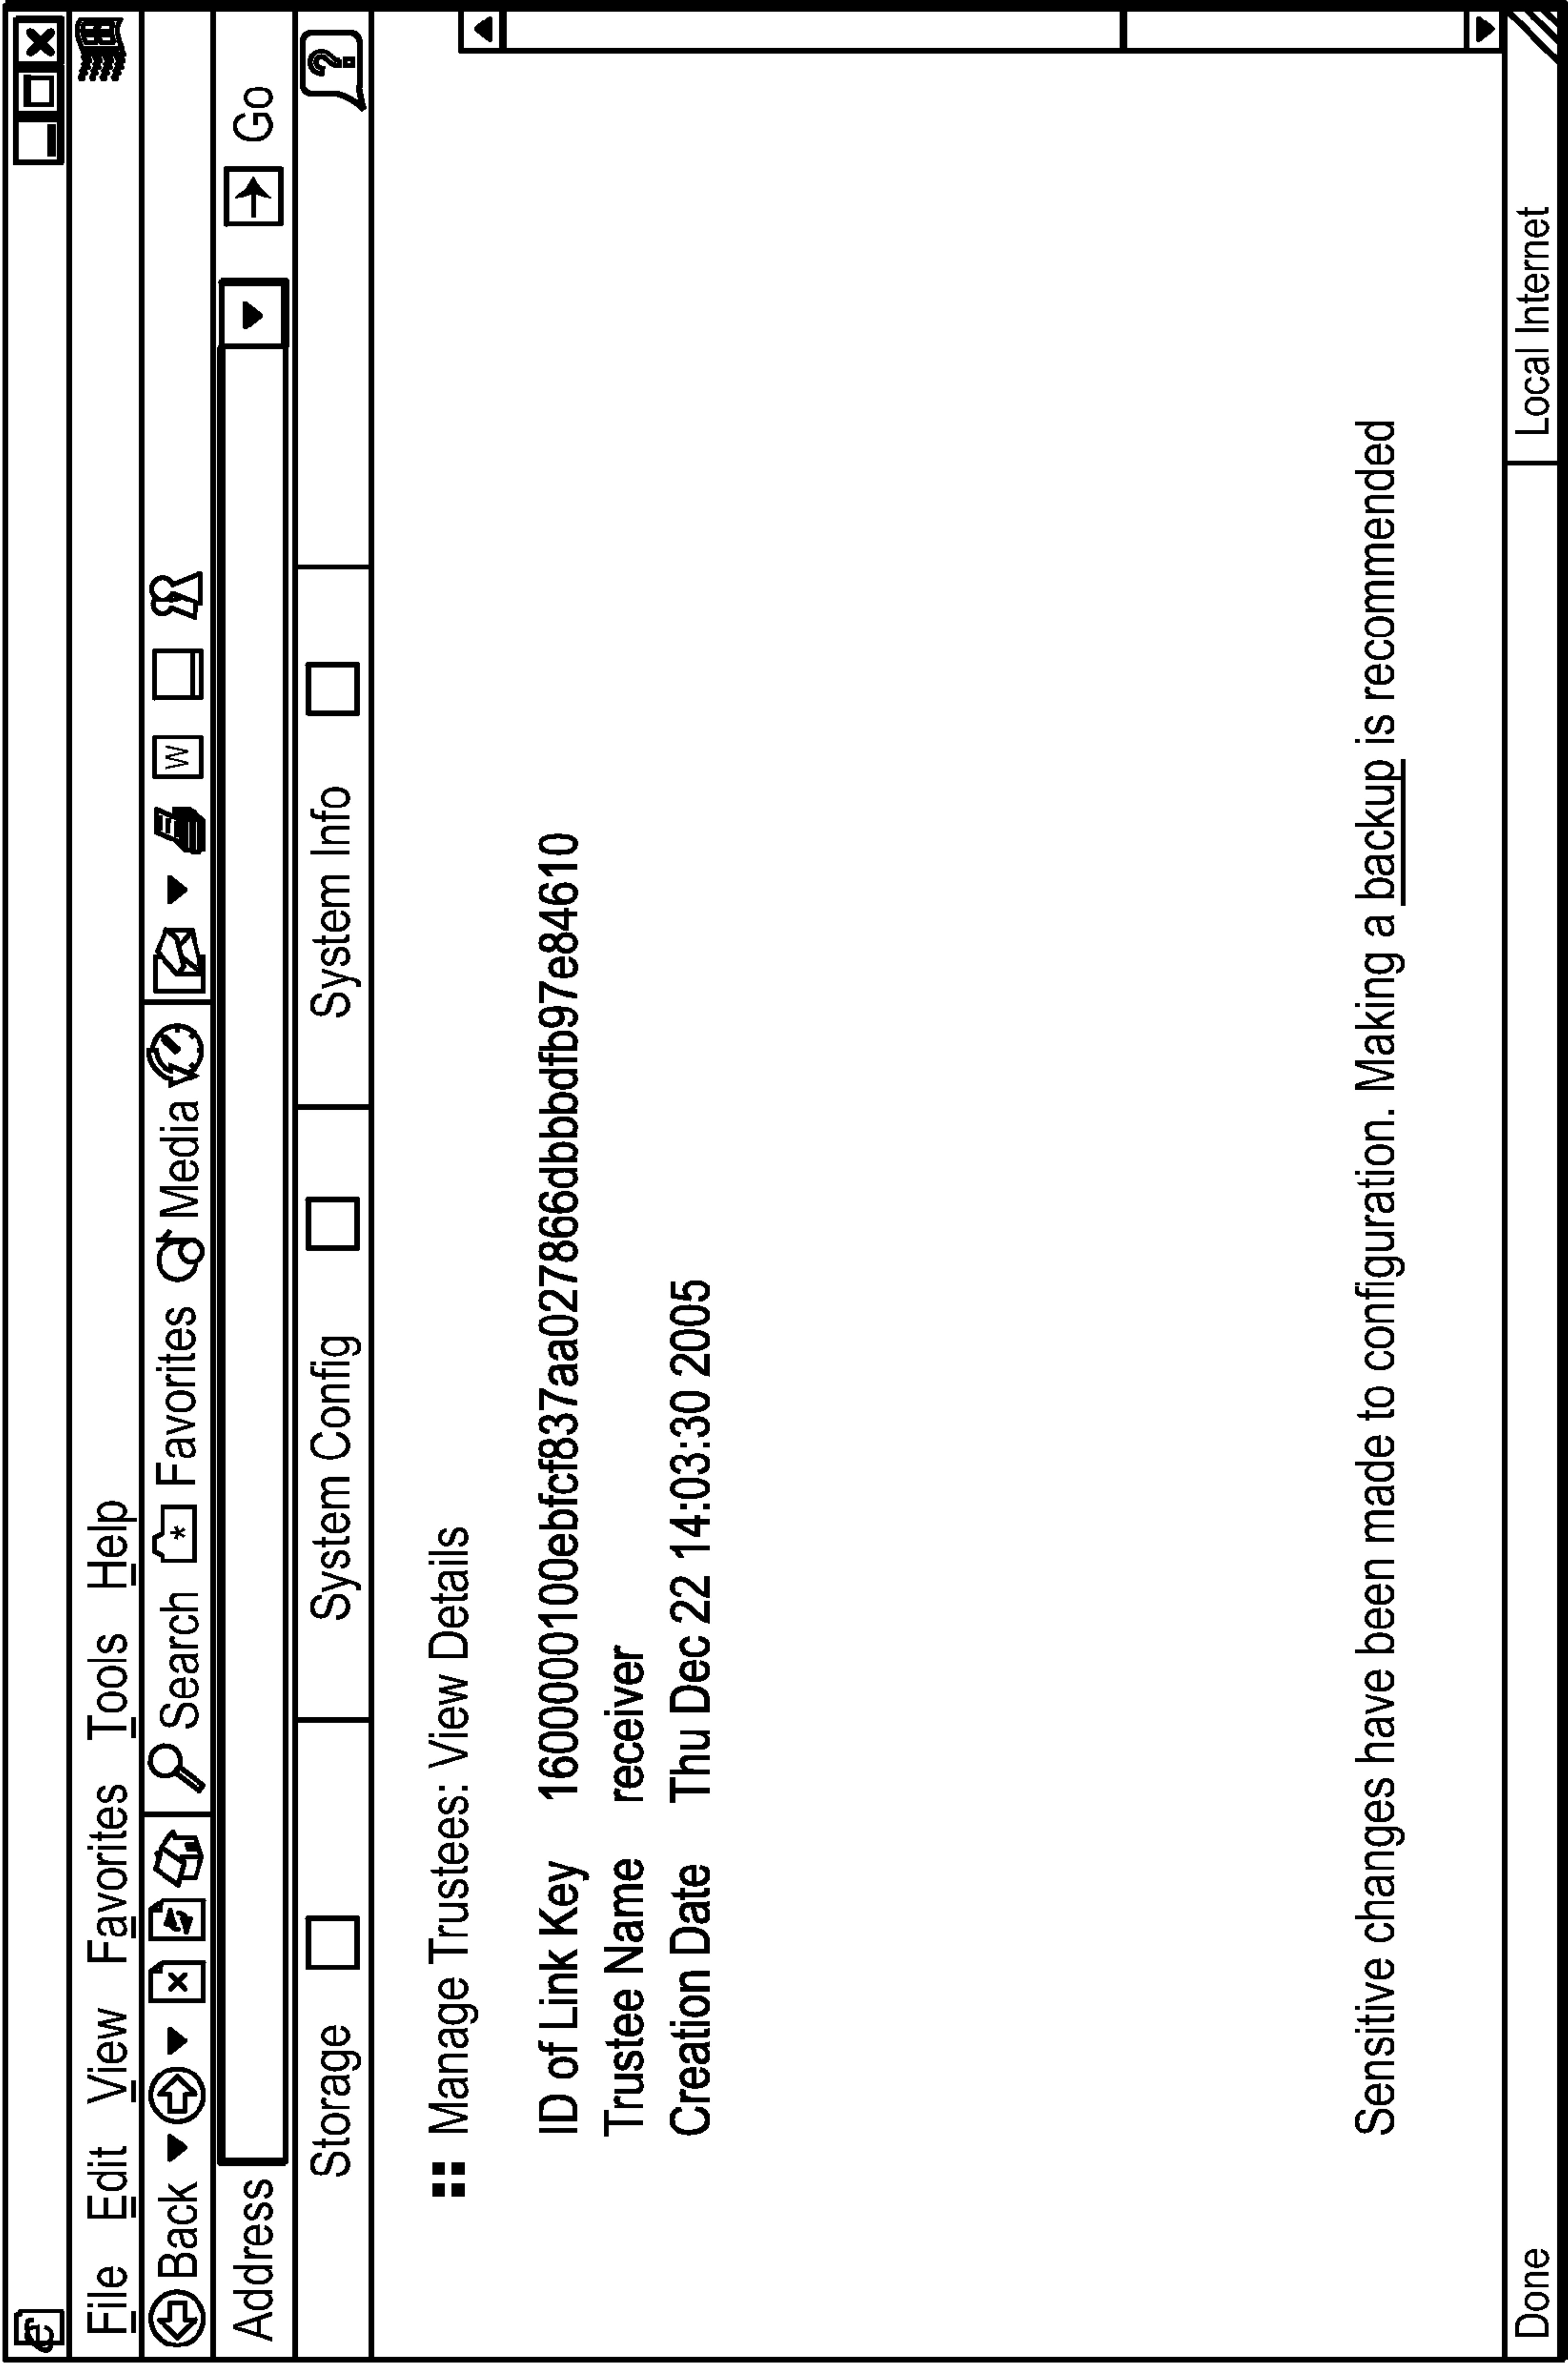 File Edit View Favorites Tools Help
Back Search Favorites Media W
Address Go
Storage System Config System Info ?
Manage Trustees: View Details
ID of Link Key 1600000100ebfcf837aa027866dbbbdfb97e84610
Trustee Name receiver
Creation Date Thu Dec 22 14:03:30 2005
Sensitive changes have been made to configuration. Making a backup is recommended
Done Local Internet